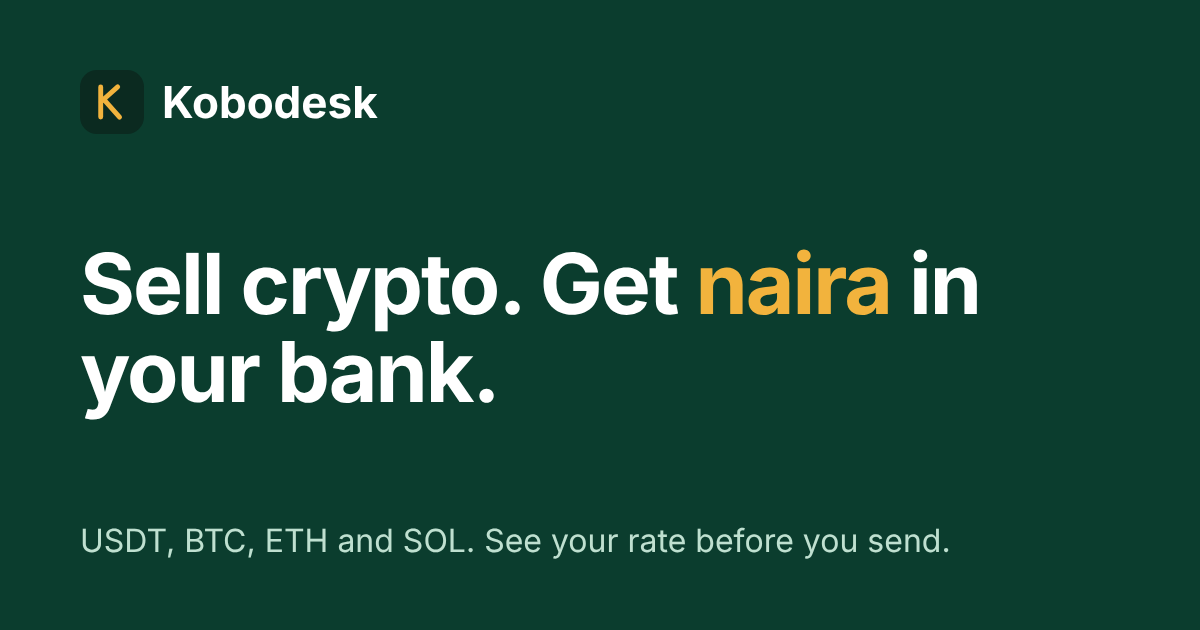 K Kobodesk
Sell crypto. Get naira in
your bank.
USDT, BTC, ETH and SOL. See your rate before you send.